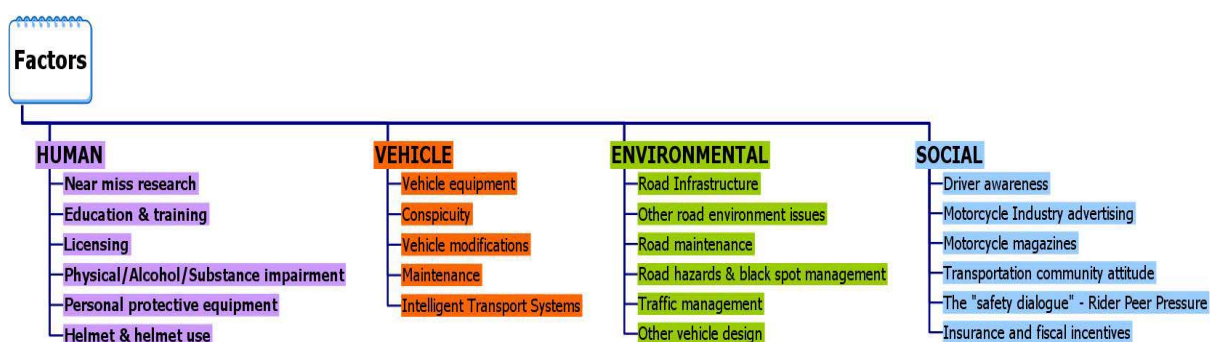 Factors
HUMAN
Near miss research
Education & training
Licensing
Physical/Alcohol/Substance impairment
Personal protective equipment
Helmet & helmet use
VEHICLE
Vehicle equipment
Conspicuity
Vehicle modifications
Maintenance
Intelligent Transport Systems
ENVIRONMENTAL
Road Infrastructure
Other road environment issues
Road maintenance
Road hazards & black spot management
Traffic management
Other vehicle design
SOCIAL
Driver awareness
Motorcycle Industry advertising
Motorcycle magazines
Transportation community attitude
The "safety dialogue" - Rider Peer Pressure
Insurance and fiscal incentives